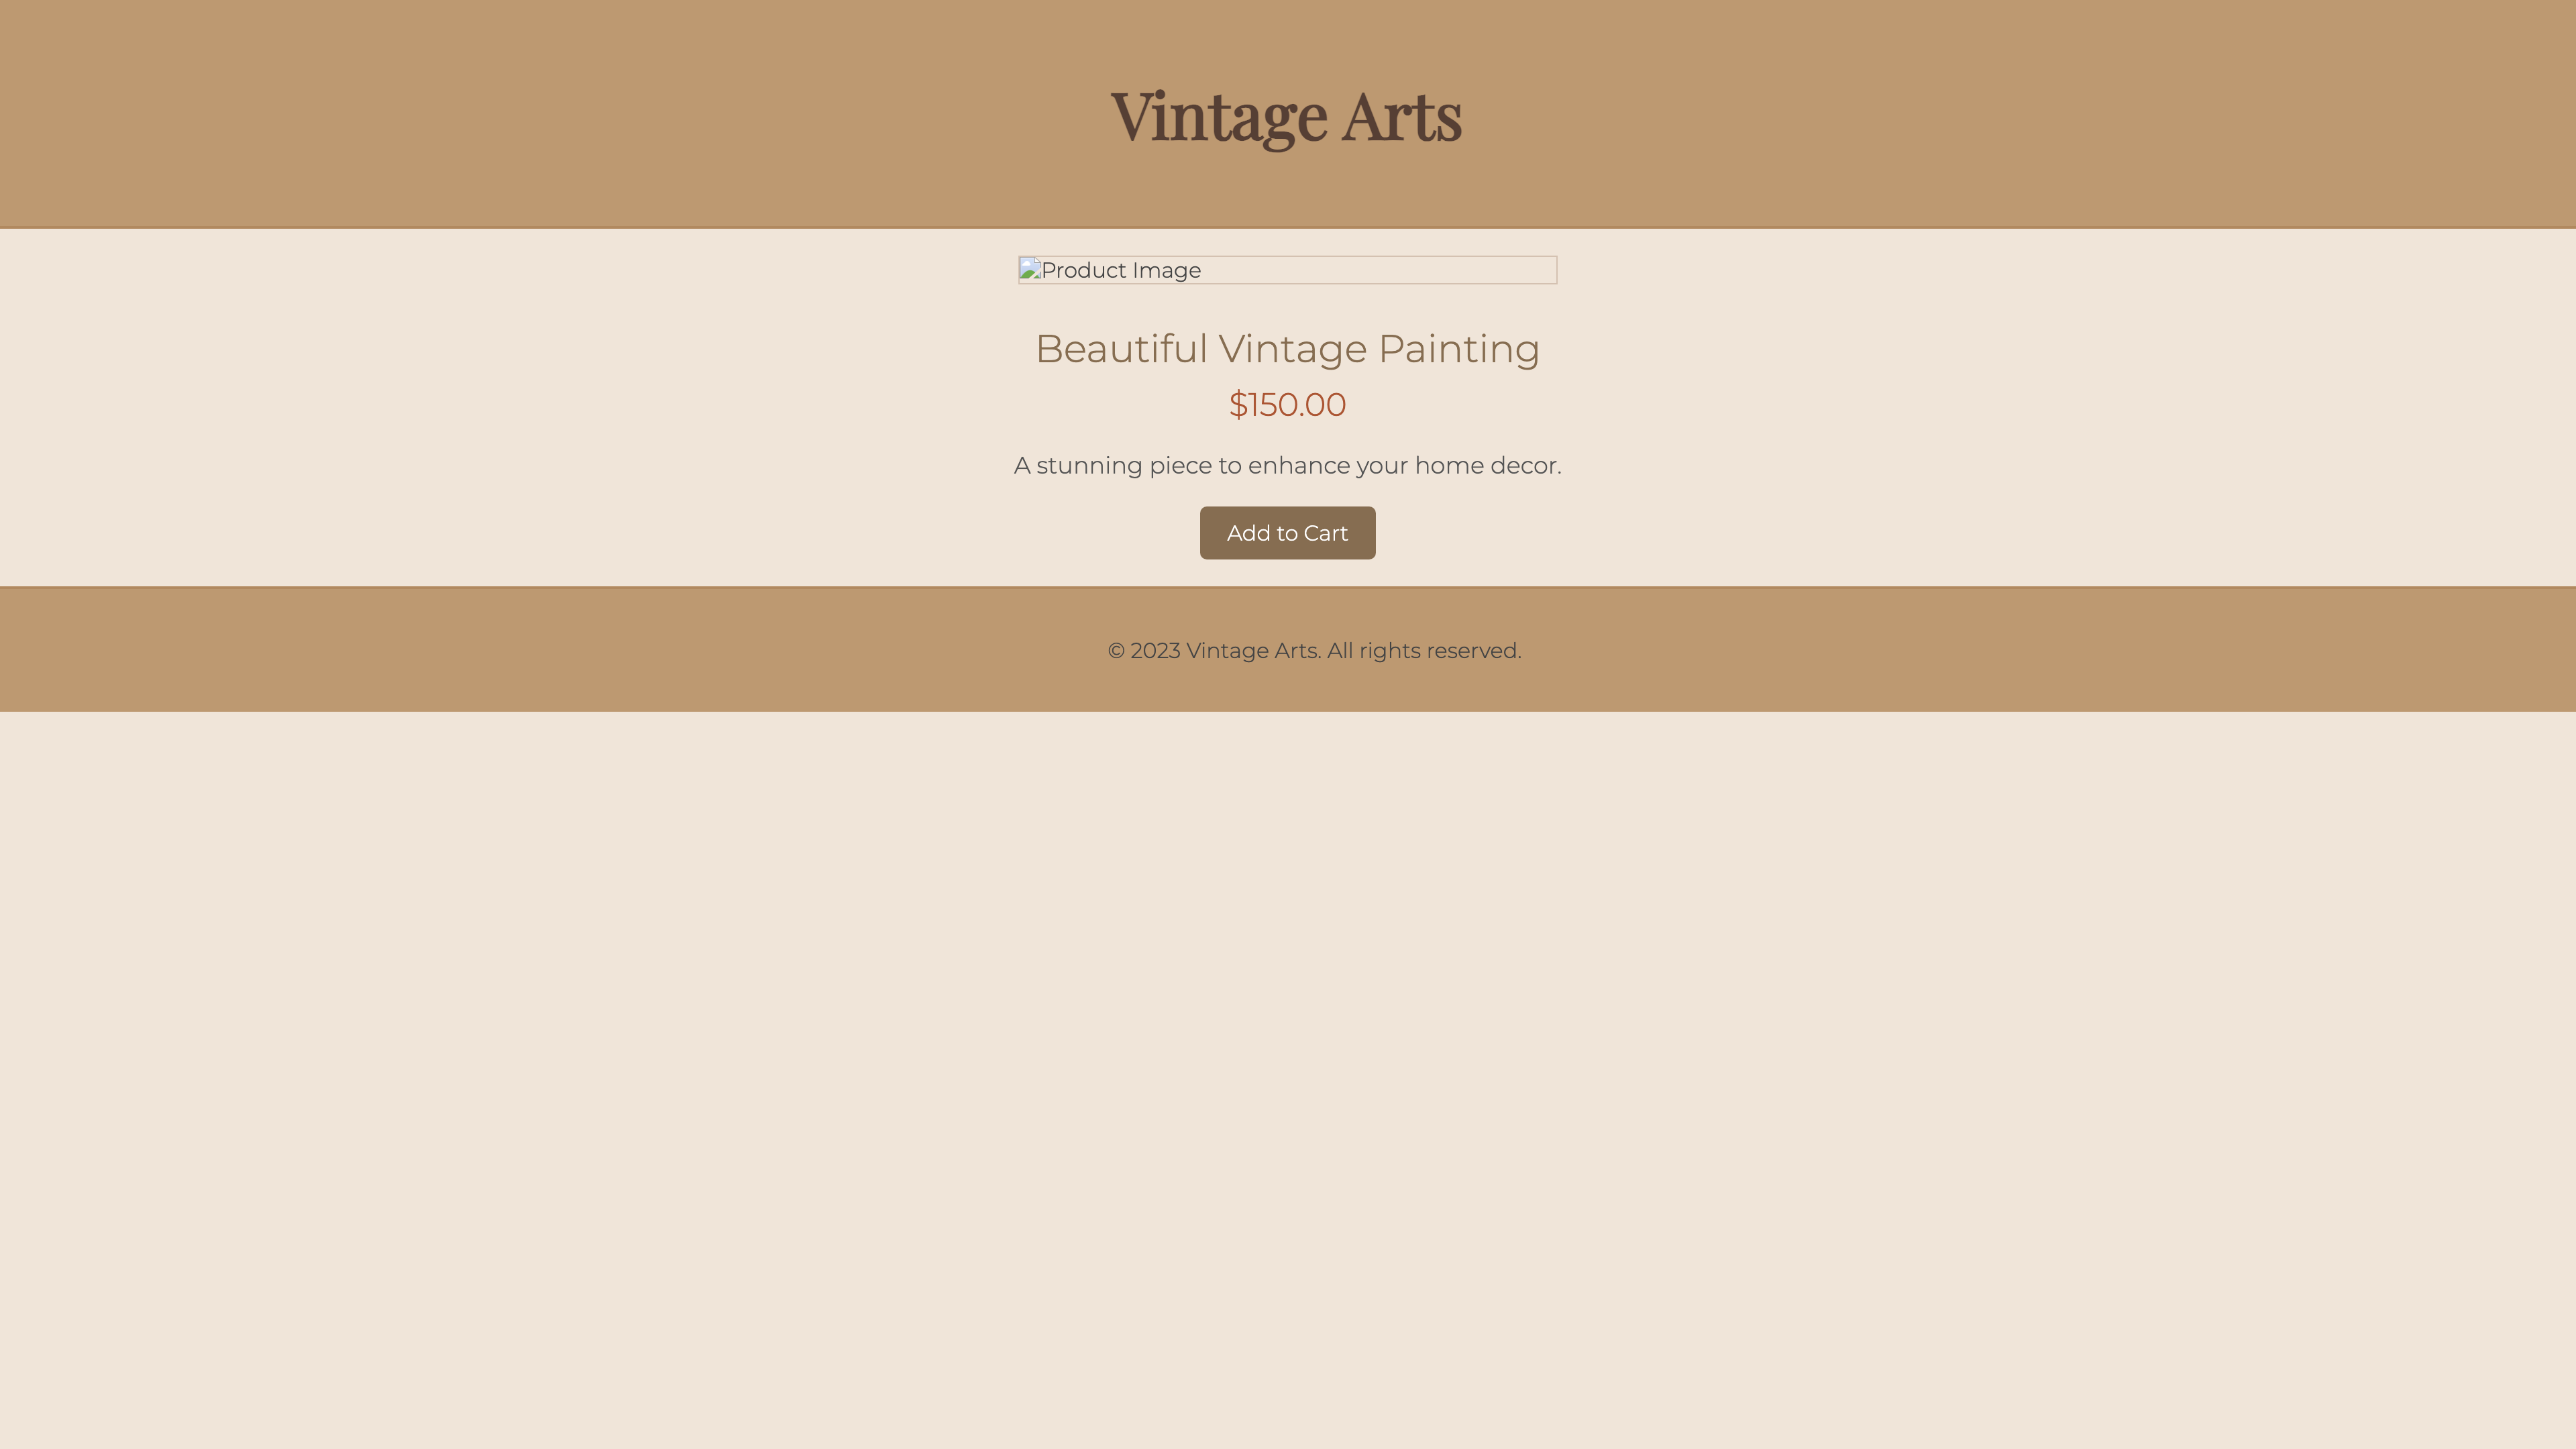 Vintage Arts
Product Image
Beautiful Vintage Painting
$150.00
A stunning piece to enhance your home decor.
Add to Cart
© 2023 Vintage Arts. All rights reserved.